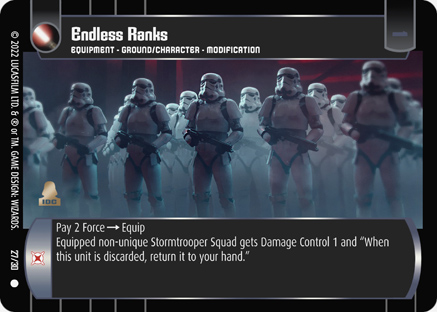 Endless Ranks
EQUIPMENT - GROUND/CHARACTER - MODIFICATION
© 2022 LUCASFILM LTD. & ® or TM. GAME DESIGN: WIZARDS.
IDC
Pay 2 Force → Equip
Equipped non-unique Stormtrooper Squad gets Damage Control 1 and “When
this unit is discarded, return it to your hand.”